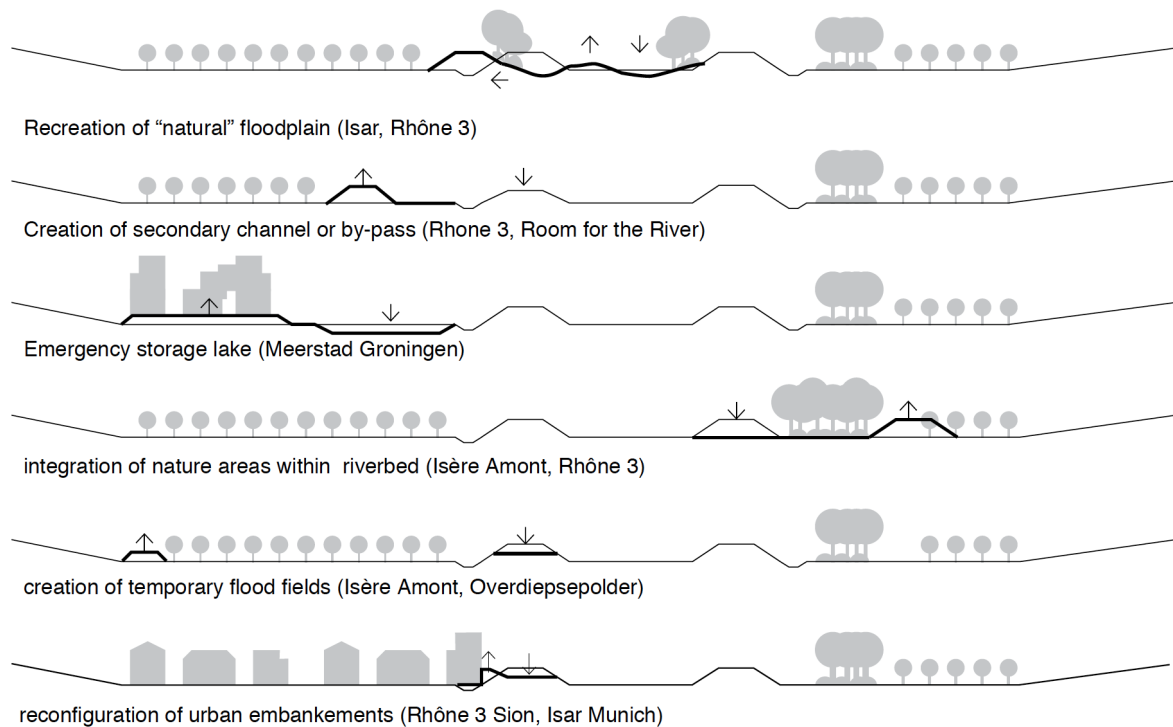 Recreation of “natural” floodplain (Isar, Rhône 3)
Creation of secondary channel or by-pass (Rhone 3, Room for the River)
Emergency storage lake (Meerstad Groningen)
integration of nature areas within  riverbed (Isère Amont, Rhône 3)
creation of temporary flood fields (Isère Amont, Overdiepsepolder)
reconfiguration of urban embankements (Rhône 3 Sion, Isar Munich)